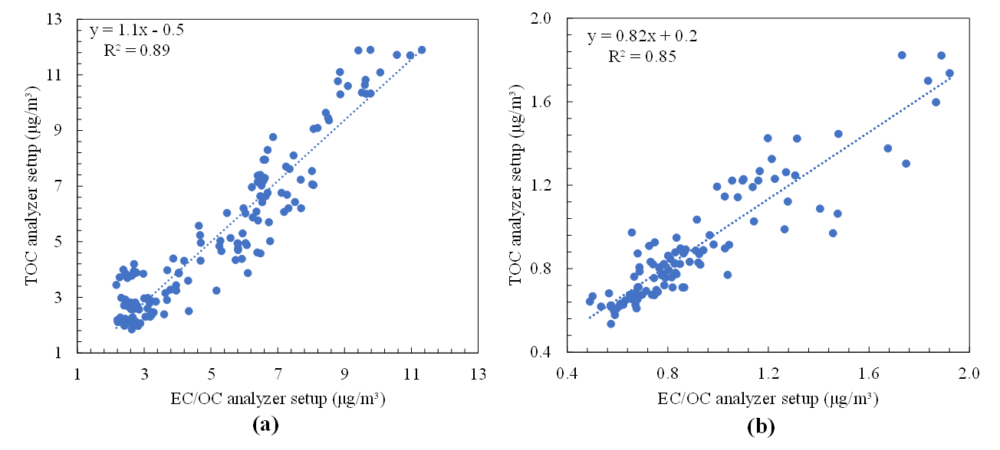 y = 1.1x - 0.5
R² = 0.89
13
11
9
7
5
3
1
TOC analyzer setup (μg/m³)
1 3 5 7 9 11 13
EC/OC analyzer setup (μg/m³)
(a)
y = 0.82x + 0.2
R² = 0.85
2.0
1.6
1.2
0.8
0.4
TOC analyzer setup (μg/m³)
0.4 0.8 1.2 1.6 2.0
EC/OC analyzer setup (μg/m³)
(b)